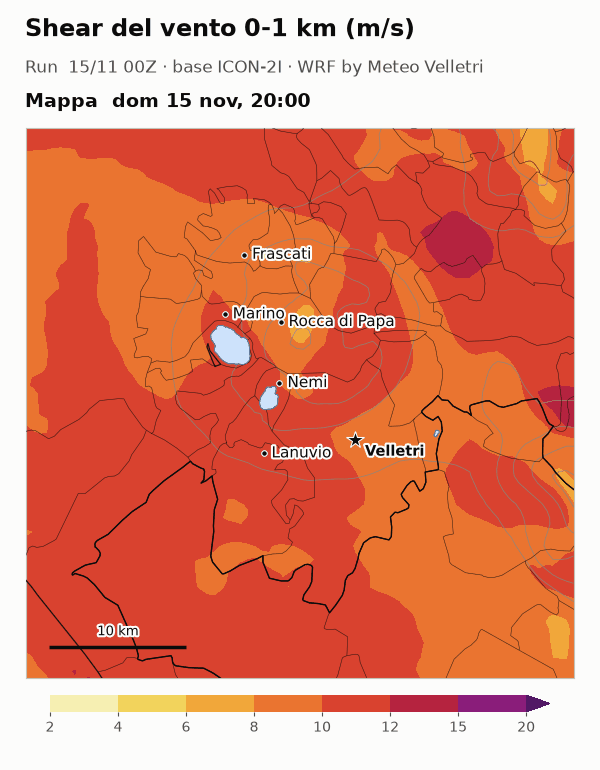 Shear del vento 0-1 km (m/s)
Run 15/11 00Z · base ICON-2I · WRF by Meteo Velletri
Mappa dom 15 nov, 20:00
Frascati
Marino
Rocca di Papa
Nemi
Velletri
Lanuvio
10 km
2 4 6 8 10 12 15 20